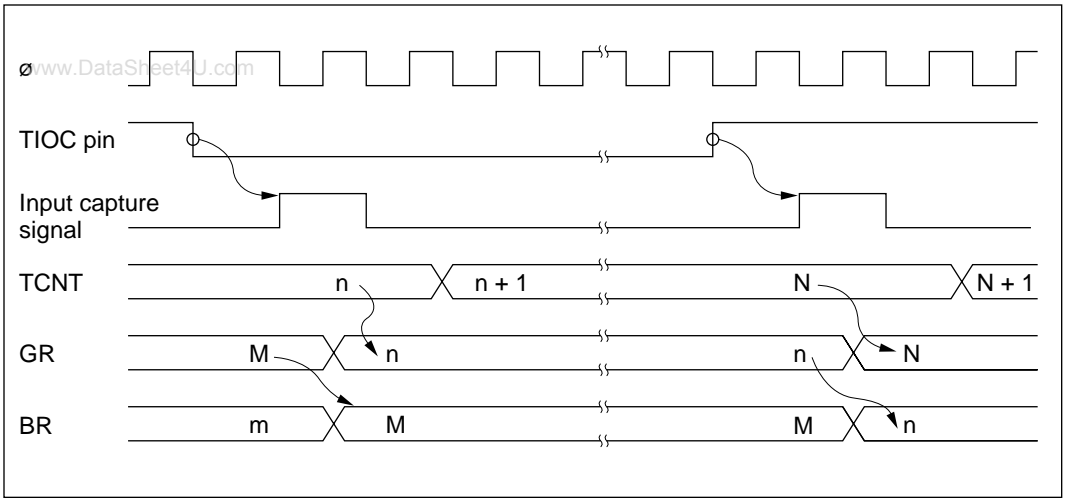 ø www.DataSheet4U.com
TIOC pin
Input capture
signal
TCNT n n + 1 N N + 1
GR M n n N
BR m M M n